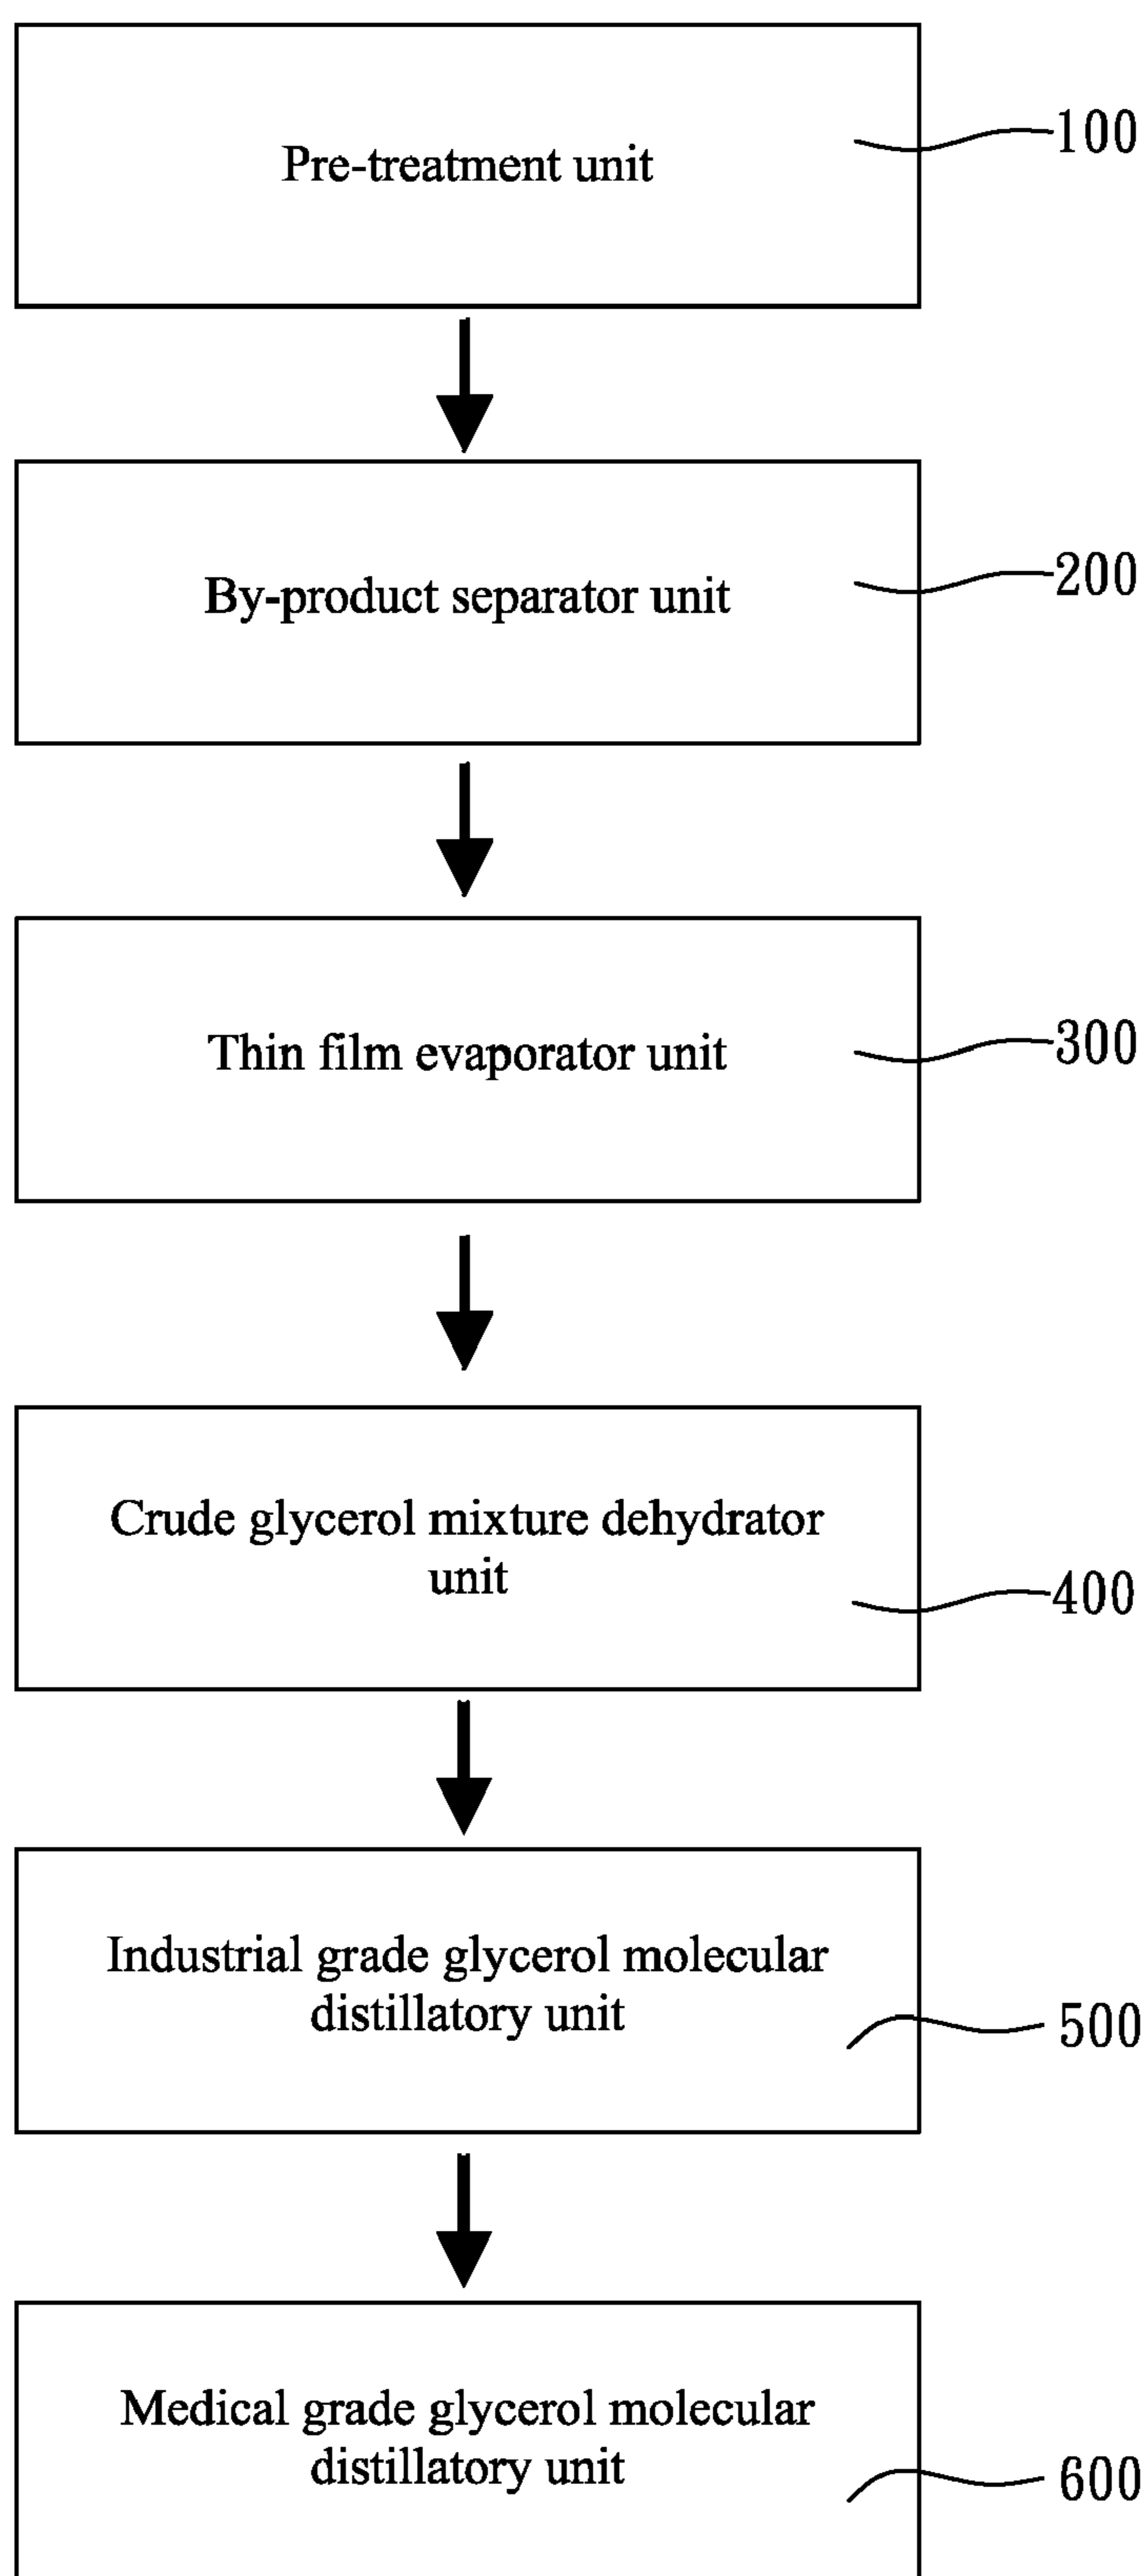 Pre-treatment unit
100
By-product separator unit
200
Thin film evaporator unit
300
Crude glycerol mixture dehydrator
unit
400
Industrial grade glycerol molecular
distillatory unit
500
Medical grade glycerol molecular
distillatory unit
600